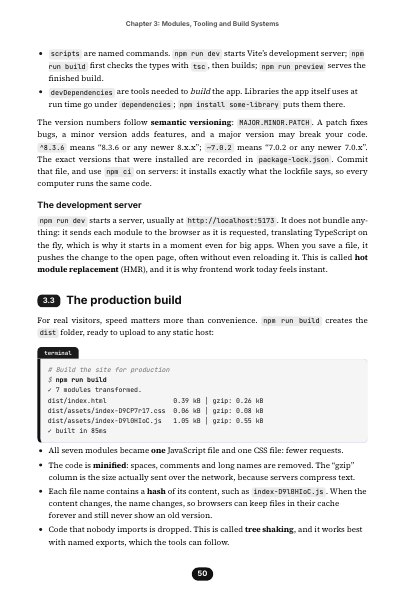 Chapter 3: Modules, Tooling and Build Systems
• scripts are named commands. npm run dev starts Vite's development server; npm
run build first checks the types with tsc, then builds; npm run preview serves the
finished build.
• devDependencies are tools needed to build the app. Libraries the app itself uses at
run time go under dependencies; npm install some-library puts them there.
The version numbers follow semantic versioning: MAJOR.MINOR.PATCH. A patch fixes
bugs, a minor version adds features, and a major version may break your code.
^8.3.6 means “8.3.6 or any newer 8.x.x”; ~7.0.2 means “7.0.2 or any newer 7.0.x”.
The exact versions that were installed are recorded in package-lock.json. Commit
that file, and use npm ci on servers: it installs exactly what the lockfile says, so every
computer runs the same code.
The development server
npm run dev starts a server, usually at http://localhost:5173. It does not bundle any-
thing: it sends each module to the browser as it is requested, translating TypeScript on
the fly, which is why it starts in a moment even for big apps. When you save a file, it
pushes the change to the open page, often without even reloading it. This is called hot
module replacement (HMR), and it is why frontend work today feels instant.
3.3 The production build
For real visitors, speed matters more than convenience. npm run build creates the
dist folder, ready to upload to any static host:
terminal
# Build the site for production
$ npm run build
✓ 7 modules transformed.
dist/index.html 0.39 kB │ gzip: 0.26 kB
dist/assets/index-D9CP7r17.css 0.06 kB │ gzip: 0.08 kB
dist/assets/index-D9l0HIoC.js 1.05 kB │ gzip: 0.55 kB
✓ built in 85ms
• All seven modules became one JavaScript file and one CSS file: fewer requests.
• The code is minified: spaces, comments and long names are removed. The “gzip”
column is the size actually sent over the network, because servers compress text.
• Each file name contains a hash of its content, such as index-D9l0HIoC.js. When the
content changes, the name changes, so browsers can keep files in their cache
forever and still never show an old version.
• Code that nobody imports is dropped. This is called tree shaking, and it works best
with named exports, which the tools can follow.
50